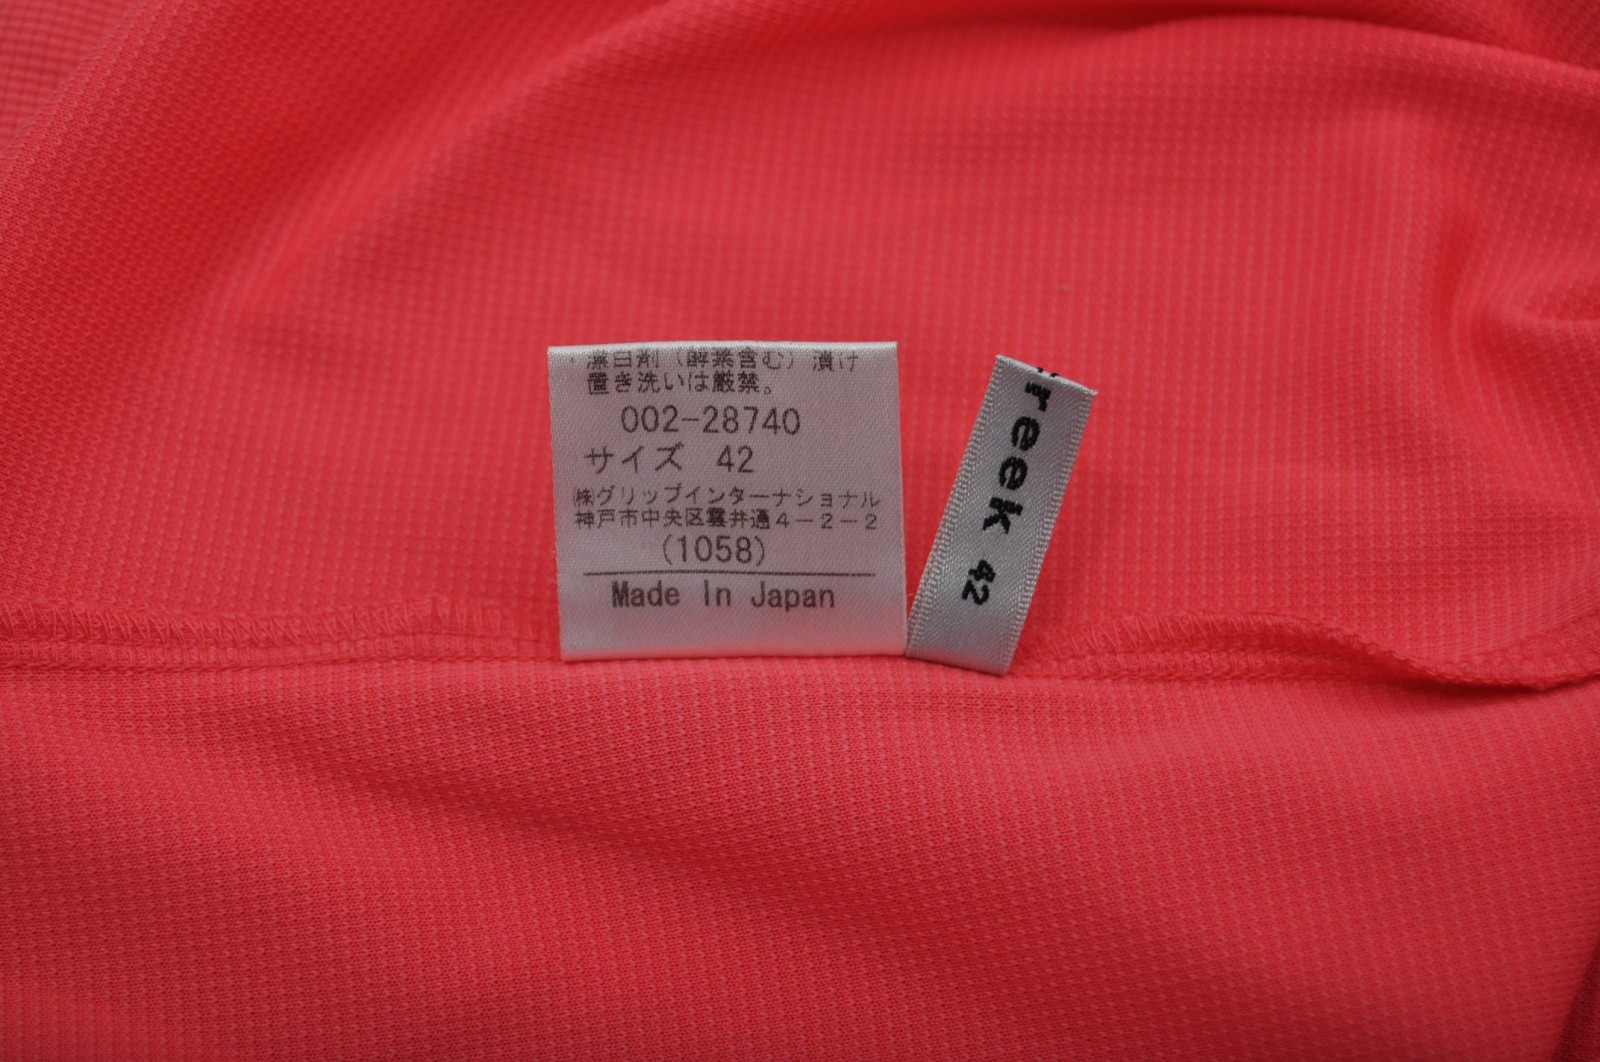 漂白剤（酵素含む）漬け
置き洗いは厳禁。
002-28740
サイズ 42
㈱グリップインターナショナル
神戸市中央区雲井通4-2-2
(1058)
Made In Japan
reek 42